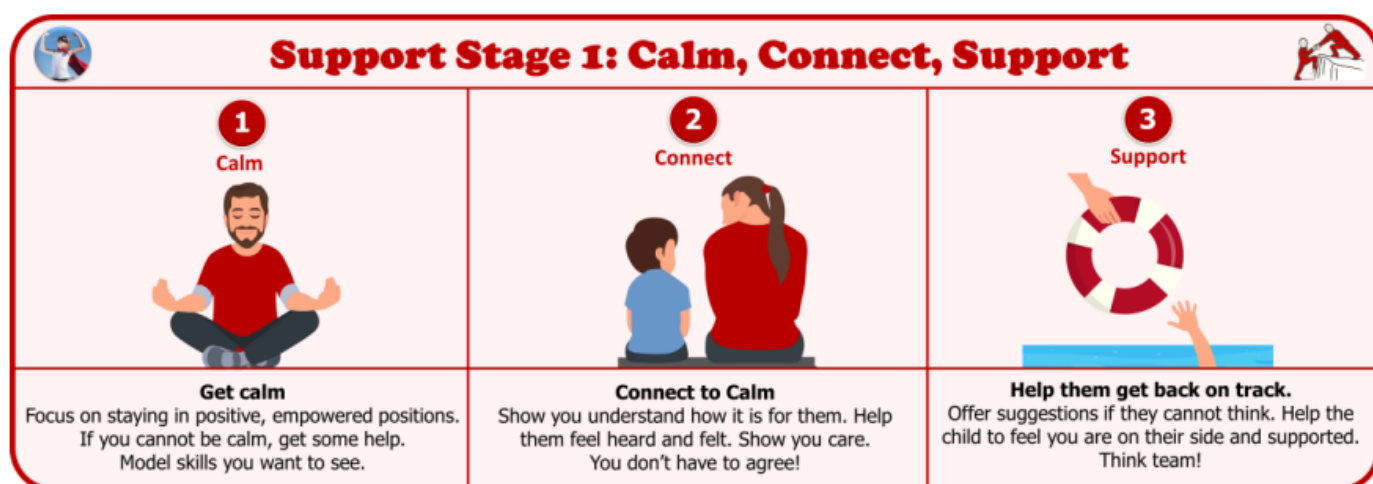 Support Stage 1: Calm, Connect, Support
1
Calm
Get calm
Focus on staying in positive, empowered positions.
If you cannot be calm, get some help.
Model skills you want to see.
2
Connect
Connect to Calm
Show you understand how it is for them. Help
them feel heard and felt. Show you care.
You don’t have to agree!
3
Support
Help them get back on track.
Offer suggestions if they cannot think. Help the
child to feel you are on their side and supported.
Think team!